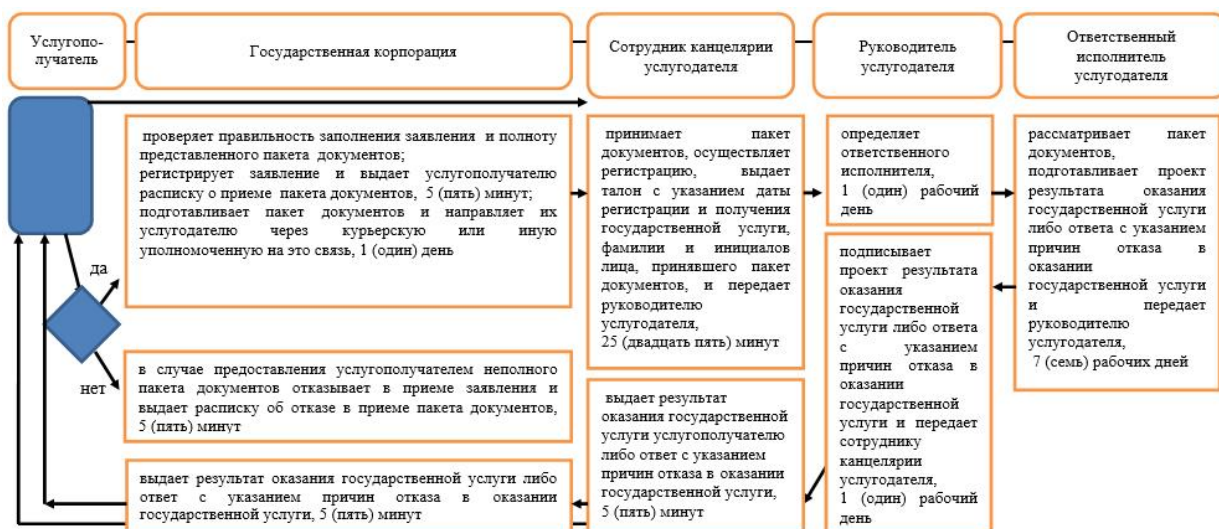 Услугопо-
лучатель
Государственная корпорация
Сотрудник канцелярии
услугодателя
Руководитель
услугодателя
Ответственный
исполнитель
услугодателя
проверяет правильность заполнения заявления и полноту
представленного пакета документов;
регистрирует заявление и выдает услугополучателю
расписку о приеме пакета документов, 5 (пять) минут;
подготавливает пакет документов и направляет их
услугодателю через курьерскую или иную
уполномоченную на это связь, 1 (один) день
принимает пакет
документов, осуществляет
регистрацию, выдает
талон с указанием даты
регистрации и получения
государственной услуги,
фамилии и инициалов
лица, принявшего пакет
документов, и передает
руководителю
услугодателя,
25 (двадцать пять) минут
определяет
ответственного
исполнителя,
1 (один) рабочий
день
рассматривает пакет
документов,
подготавливает проект
результата оказания
государственной услуги
либо ответа с указанием
причин отказа в
оказании
государственной услуги
и передает
руководителю
услугодателя,
7 (семь) рабочих дней
подписывает
проект результата
оказания
государственной
услуги либо ответа
с указанием
причин отказа в
оказании
государственной
услуги и передает
сотруднику
канцелярии
услугодателя,
1 (один) рабочий
день
да
нет
в случае предоставления услугополучателем неполного
пакета документов отказывает в приеме заявления и
выдает расписку об отказе в приеме пакета документов,
5 (пять) минут
выдает результат
оказания государственной
услуги услугополучателю
либо ответ с указанием
причин отказа в оказании
государственной услуги,
5 (пять) минут
выдает результат оказания государственной услуги либо
ответ с указанием причин отказа в оказании
государственной услуги, 5 (пять) минут